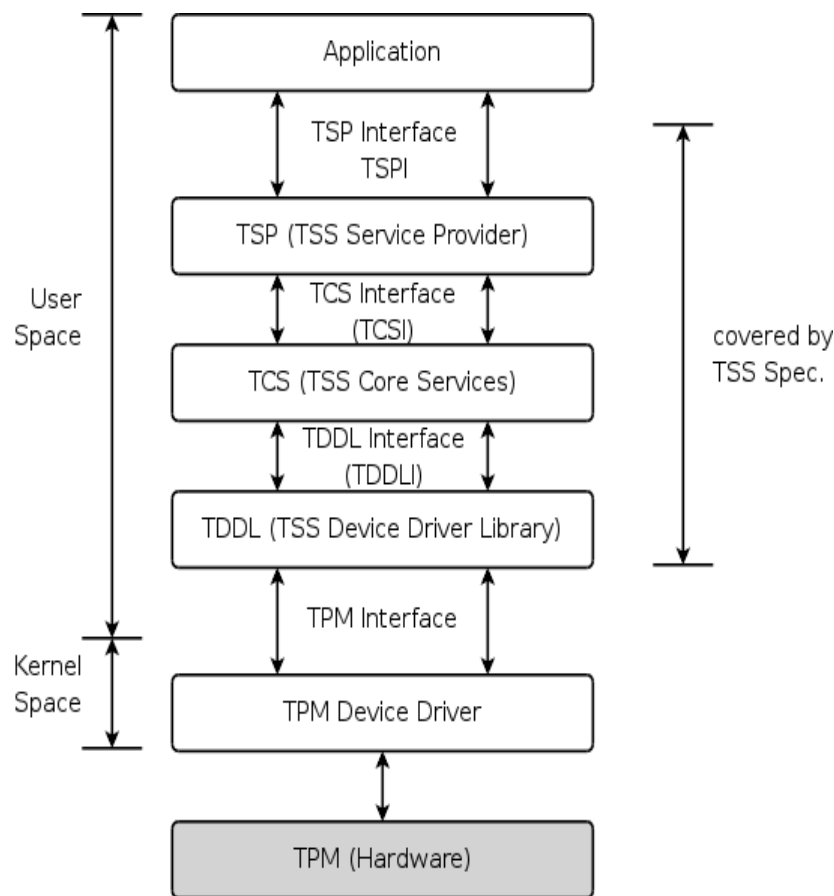 Application
TSP Interface
TSPI
TSP (TSS Service Provider)
User
Space
TCS Interface
(TCSI)
covered by
TSS Spec.
TCS (TSS Core Services)
TDDL Interface
(TDDLI)
TDDL (TSS Device Driver Library)
TPM Interface
Kernel
Space
TPM Device Driver
TPM (Hardware)